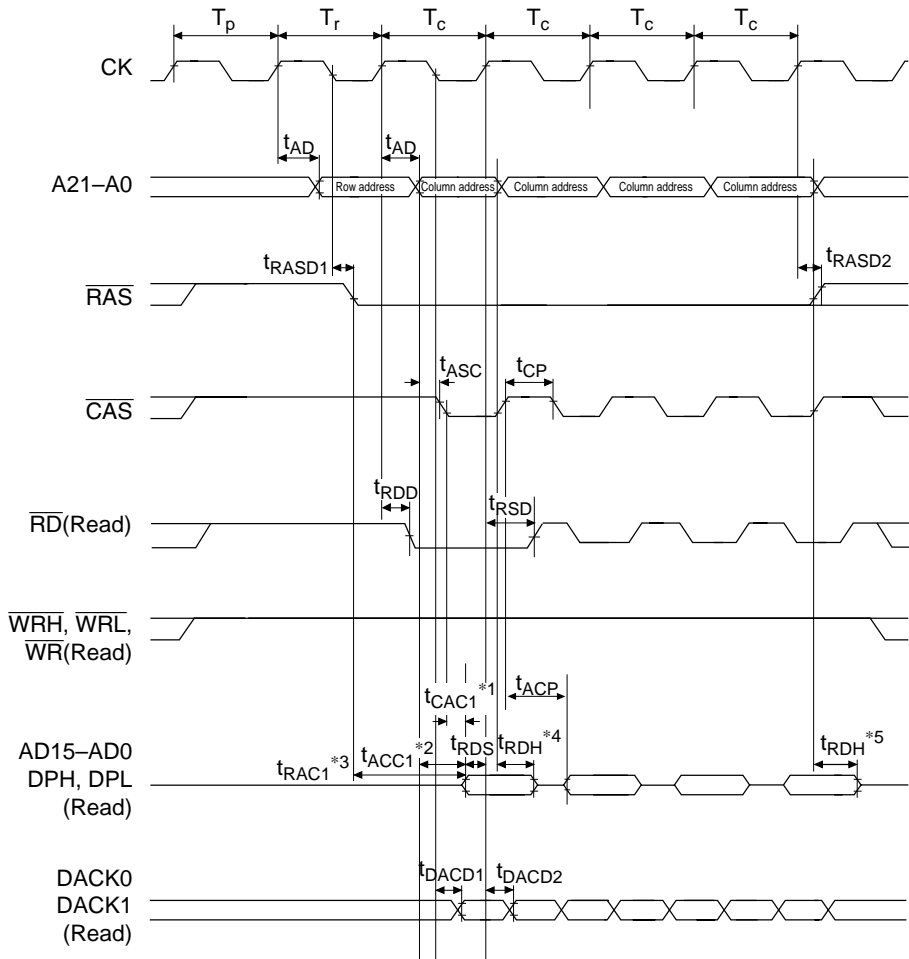 Tp Tr Tc Tc Tc Tc
CK
tAD tAD
A21–A0 Row address Column address Column address Column address Column address
tRASD1 tRASD2
RAS
tASC tCP
CAS
tRDD tRSD
RD(Read)
WRH, WRL,
WR(Read)
tCAC1*1 tACP
AD15–AD0
DPH, DPL
(Read)
tRAC1*3 tACC1*2 tRDS tRDH*4 tRDH*5
DACK0
DACK1
(Read)
tDACD1 tDACD2